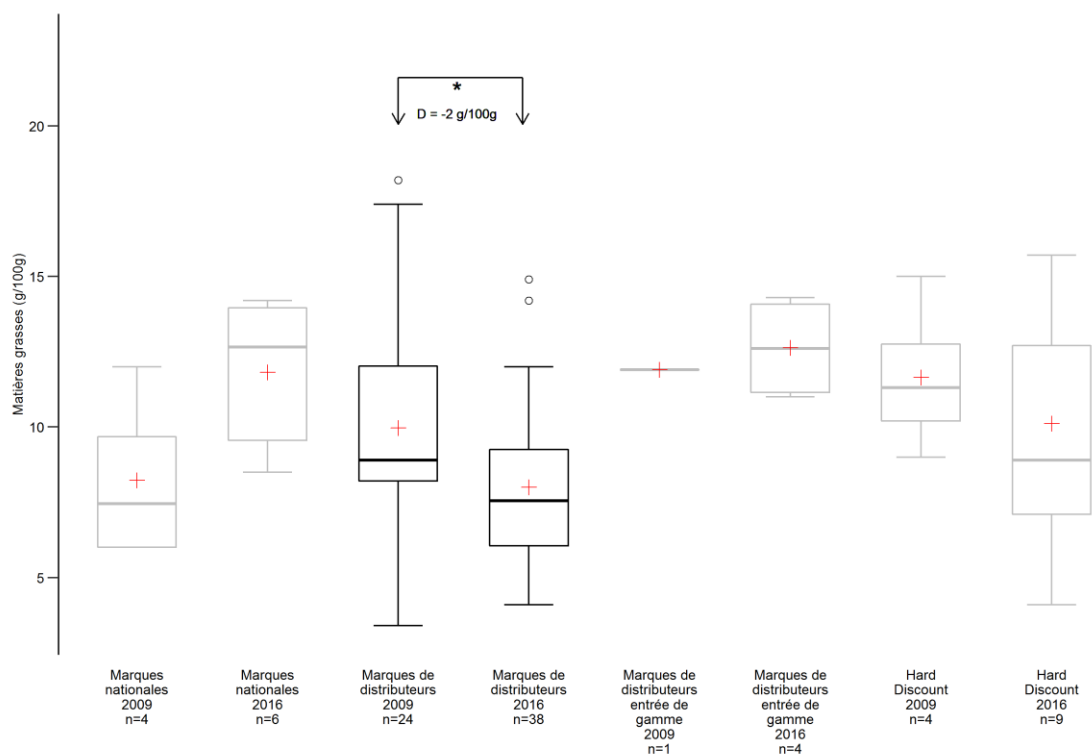 *
D = -2 g/100g
20
15
10
5
Matières grasses (g/100g)
Marques
nationales
2009
n=4
Marques
nationales
2016
n=6
Marques de
distributeurs
2009
n=24
Marques de
distributeurs
2016
n=38
Marques de
distributeurs
entrée de
gamme
2009
n=1
Marques de
distributeurs
entrée de
gamme
2016
n=4
Hard
Discount
2009
n=4
Hard
Discount
2016
n=9